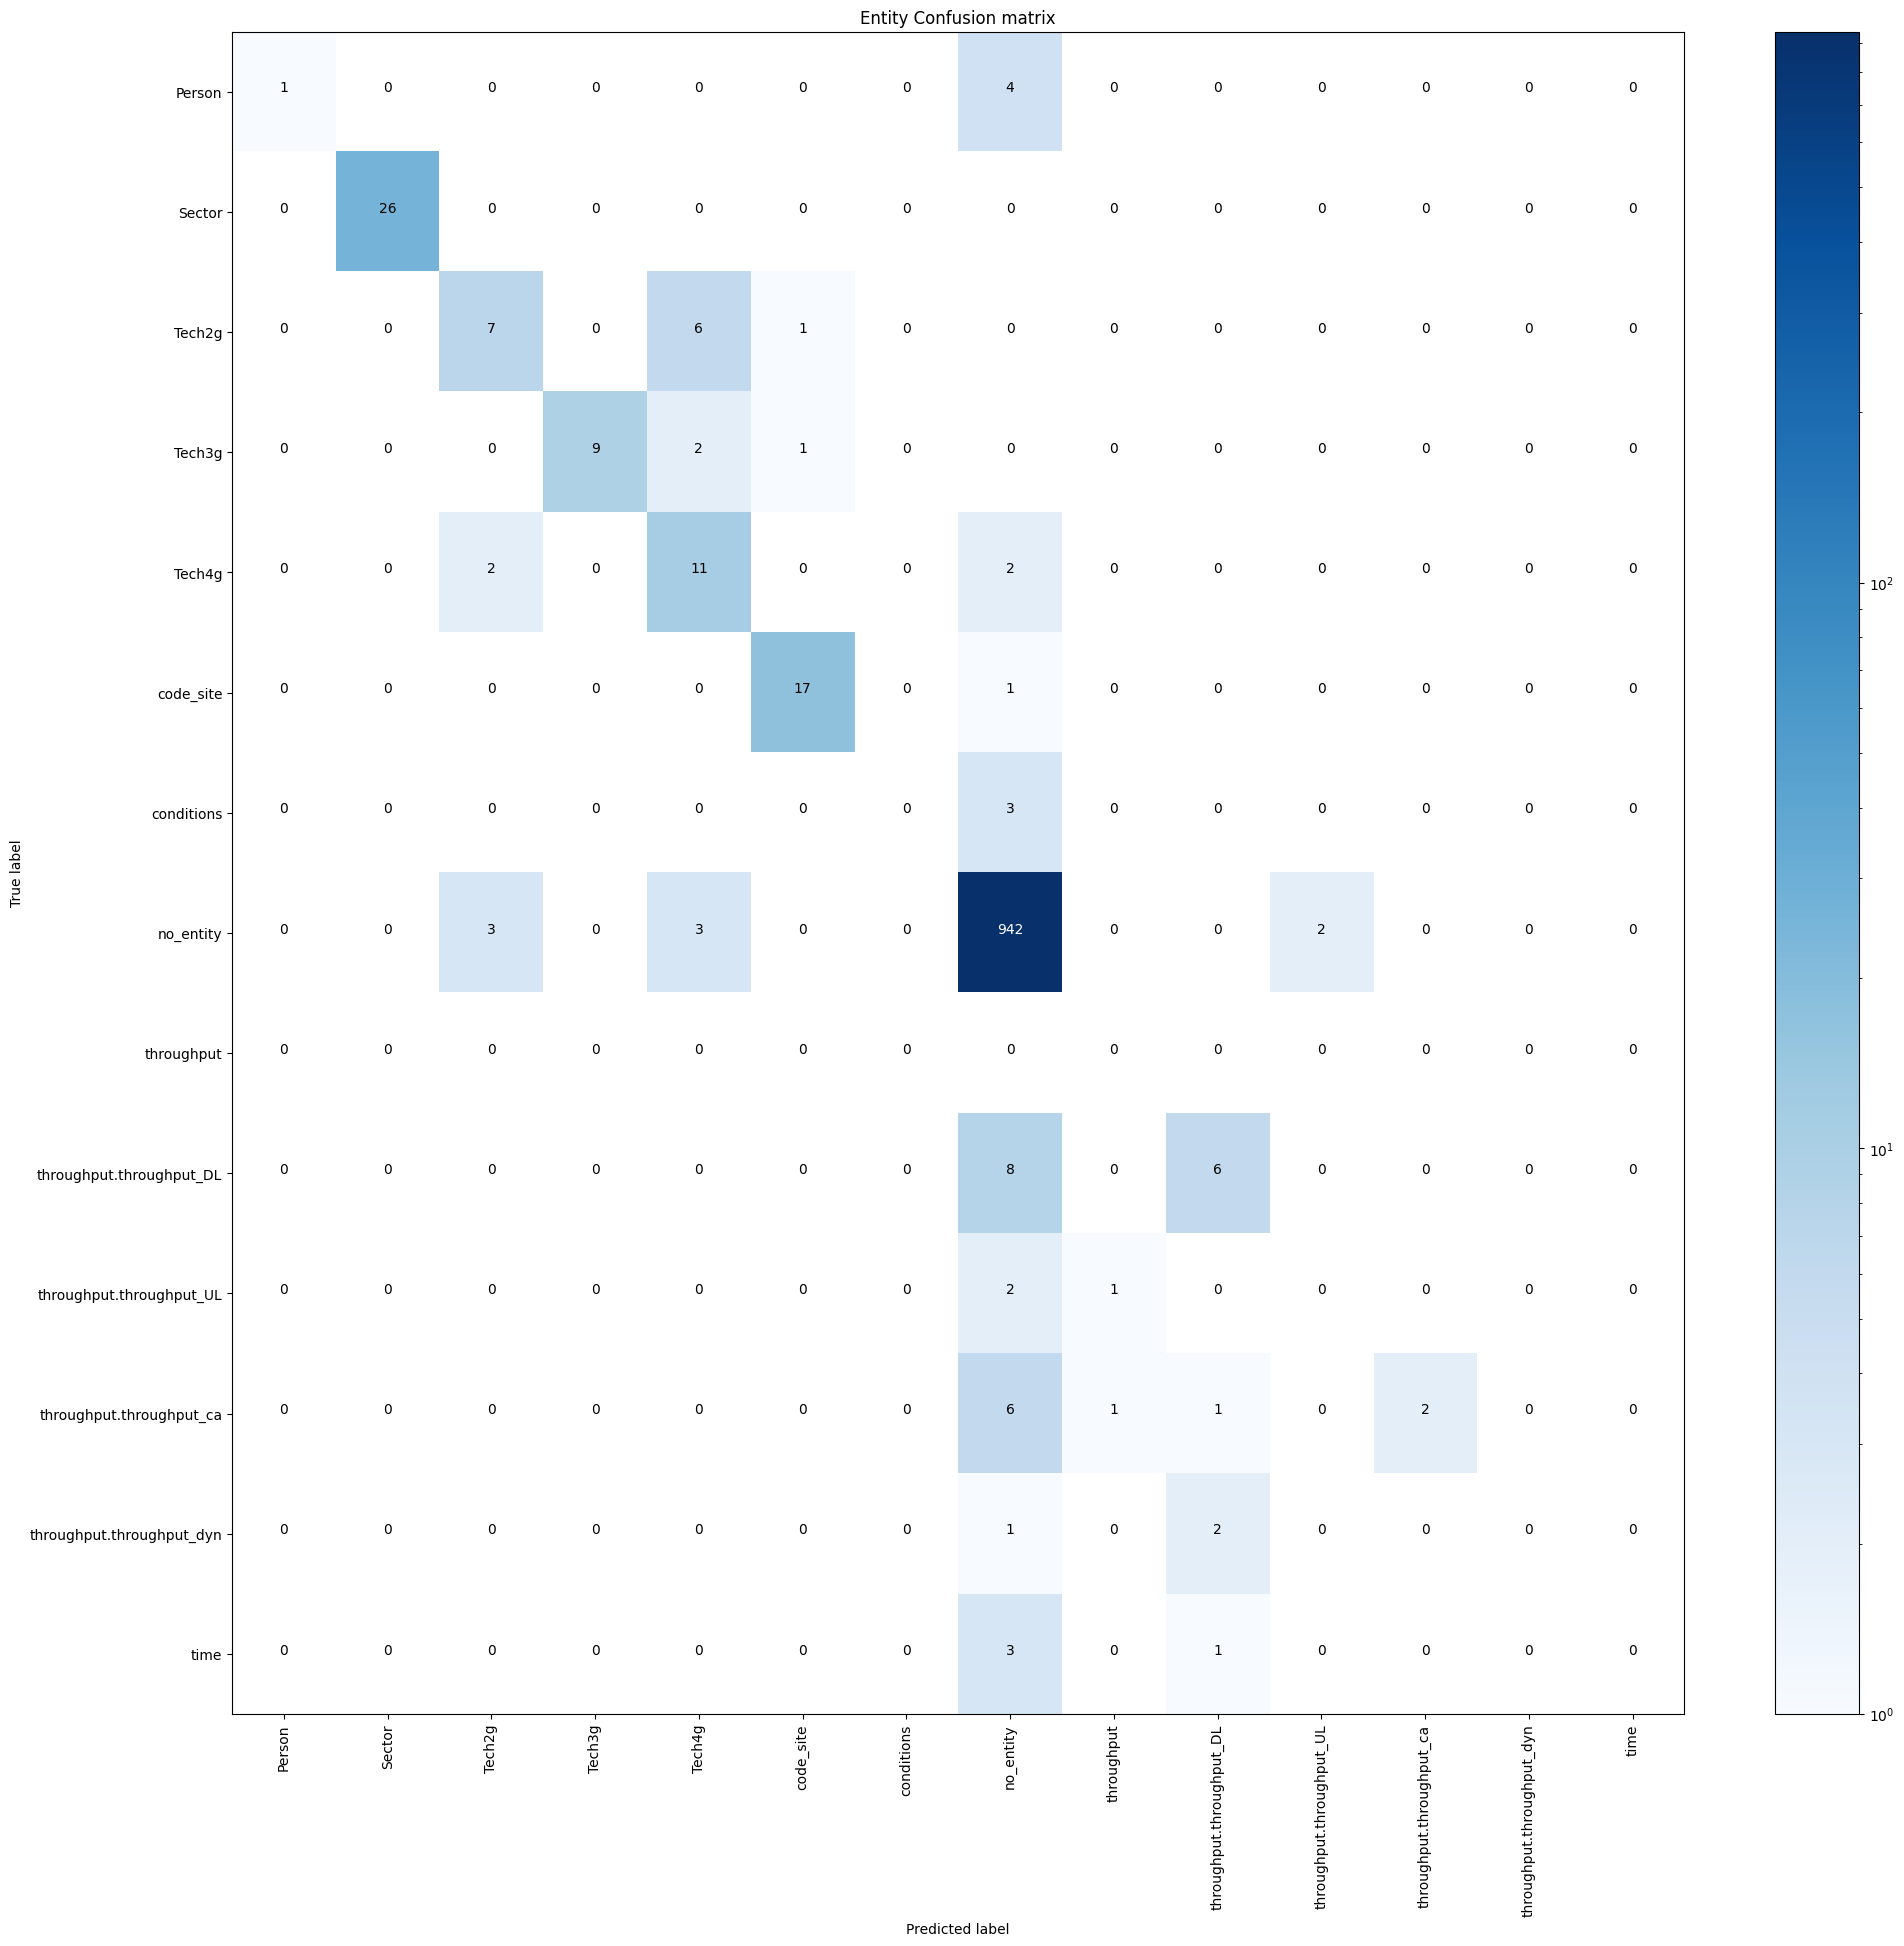 Entity Confusion matrix
True label
Person 1 0 0 0 0 0 0 4 0 0 0 0 0 0
Sector 0 26 0 0 0 0 0 0 0 0 0 0 0 0
Tech2g 0 0 7 0 6 1 0 0 0 0 0 0 0 0
Tech3g 0 0 0 9 2 1 0 0 0 0 0 0 0 0
Tech4g 0 0 2 0 11 0 0 2 0 0 0 0 0 0
code_site 0 0 0 0 0 17 0 1 0 0 0 0 0 0
conditions 0 0 0 0 0 0 0 3 0 0 0 0 0 0
no_entity 0 0 3 0 3 0 0 942 0 0 2 0 0 0
throughput 0 0 0 0 0 0 0 0 0 0 0 0 0 0
throughput.throughput_DL 0 0 0 0 0 0 0 8 0 6 0 0 0 0
throughput.throughput_UL 0 0 0 0 0 0 0 2 1 0 0 0 0 0
throughput.throughput_ca 0 0 0 0 0 0 0 6 1 1 0 2 0 0
throughput.throughput_dyn 0 0 0 0 0 0 0 1 0 2 0 0 0 0
time 0 0 0 0 0 0 0 3 0 1 0 0 0 0
Person
Sector
Tech2g
Tech3g
Tech4g
code_site
conditions
no_entity
throughput
throughput.throughput_DL
throughput.throughput_UL
throughput.throughput_ca
throughput.throughput_dyn
time
Predicted label
10²
10¹
10⁰